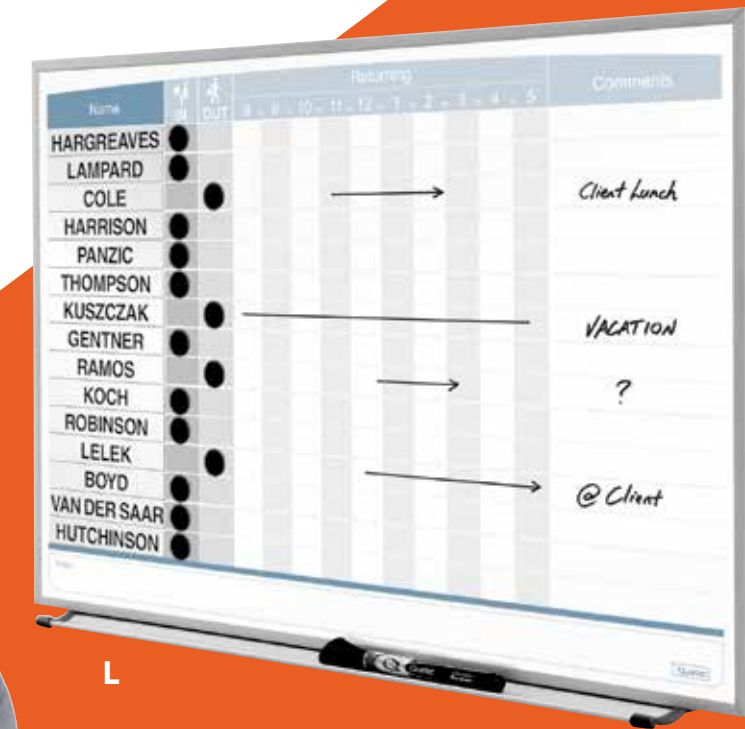 Name IN OUT Returning Comments
8 - 9 - 10 - 11 - 12 - 1 - 2 - 3 - 4 - 5
HARGREAVES
LAMPARD
COLE Client Lunch
HARRISON
PANZIC
THOMPSON
KUSZCZAK VACATION
GENTNER
RAMOS ?
KOCH
ROBINSON
LELEK @ Client
BOYD
VAN DER SAAR
HUTCHINSON
Quartet
L